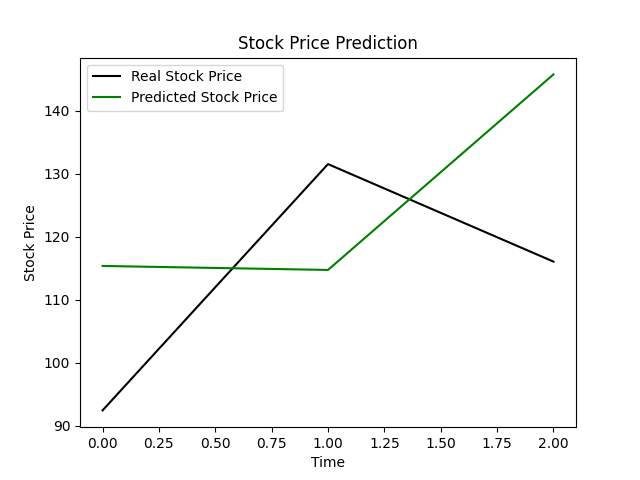 Stock Price Prediction
Real Stock Price
Predicted Stock Price
Stock Price
140
130
120
110
100
90
0.00 0.25 0.50 0.75 1.00 1.25 1.50 1.75 2.00
Time